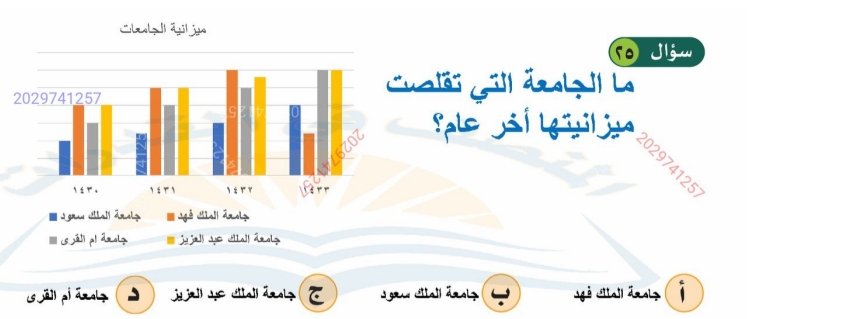 ميزانية الجامعات
سؤال ٢٥
ما الجامعة التي تقلصت
ميزانيتها أخر عام؟
2029741257
2029741257
١٤٣٠ ١٤٣١ ١٤٣٢ ١٤٣٣
جامعة الملك فهد جامعة الملك سعود
جامعة الملك عبد العزيز جامعة ام القرى
أ جامعة الملك فهد ب جامعة الملك سعود ج جامعة الملك عبد العزيز د جامعة أم القرى